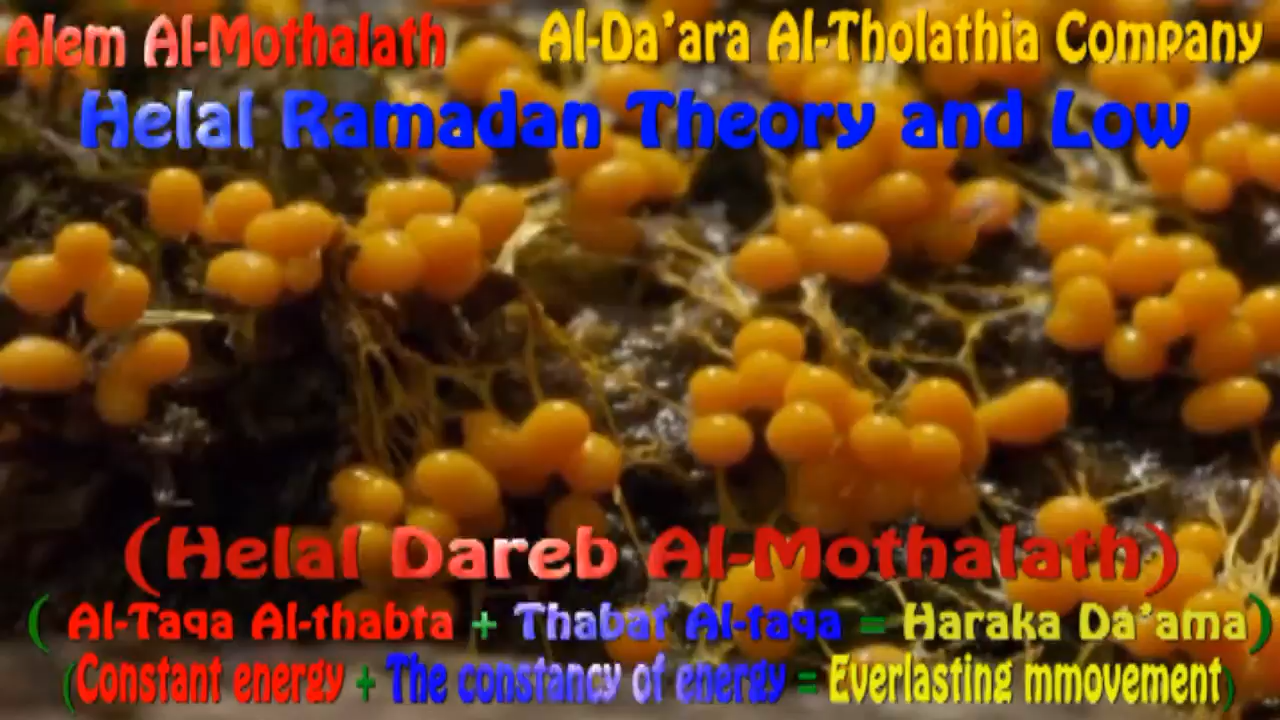 Alem Al-Mothalath Al-Da'ara Al-Tholathia Company
Helal Ramadan Theory and Low
(Helal Dareb Al-Mothalath)
( Al-Taqa Al-thabta + Thabat Al-taqa = Haraka Da'ama)
(Constant energy + The constancy of energy = Everlasting mmovement)